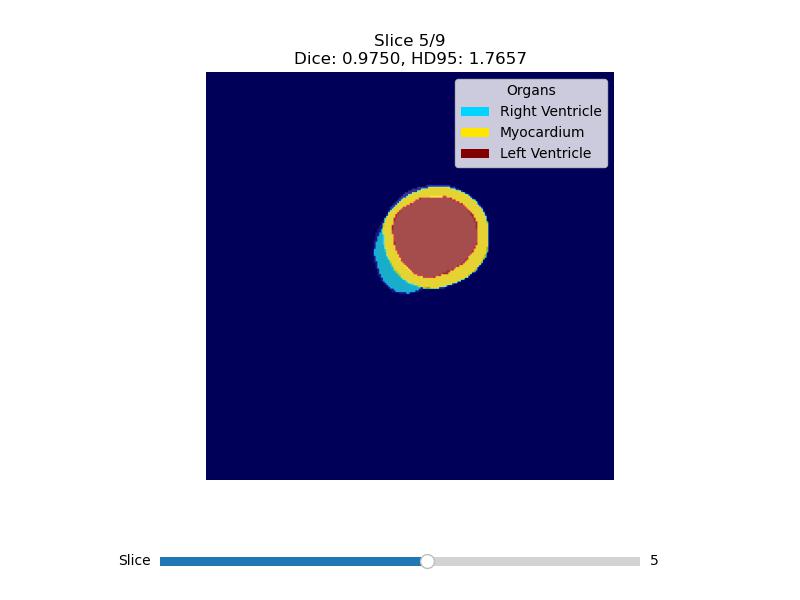 Slice 5/9
Dice: 0.9750, HD95: 1.7657
Organs
Right Ventricle
Myocardium
Left Ventricle
Slice
5